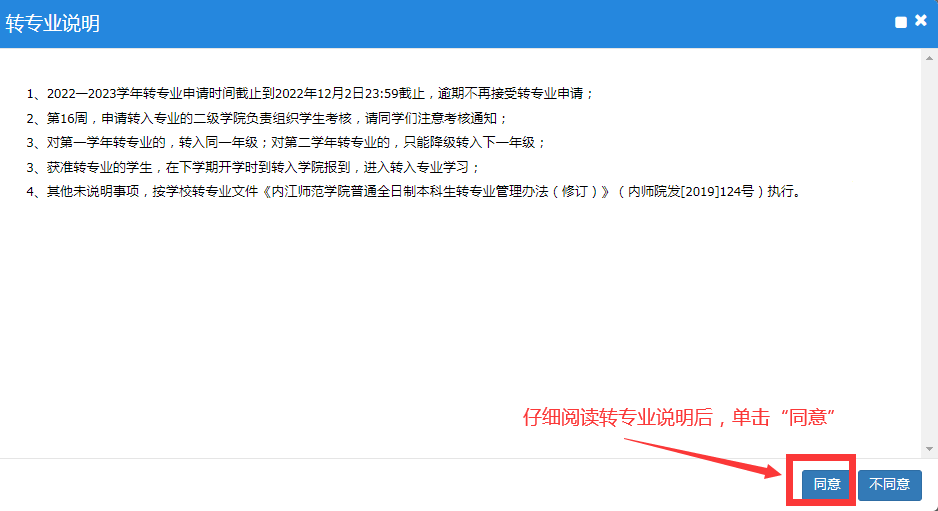 转专业说明
1、2022—2023学年转专业申请时间截止到2022年12月2日23:59截止，逾期不再接受转专业申请；
2、第16周，申请转入专业的二级学院负责组织学生考核，请同学们注意考核通知；
3、对第一学年转专业的，转入同一年级；对第二学年转专业的，只能降级转入下一年级；
3、获准转专业的学生，在下学期开学时到转入学院报到，进入转入专业学习；
4、其他未说明事项，按学校转专业文件《内江师范学院普通全日制本科生转专业管理办法（修订）》（内师院发[2019]124号）执行。
仔细阅读转专业说明后，单击“同意”
同意 不同意